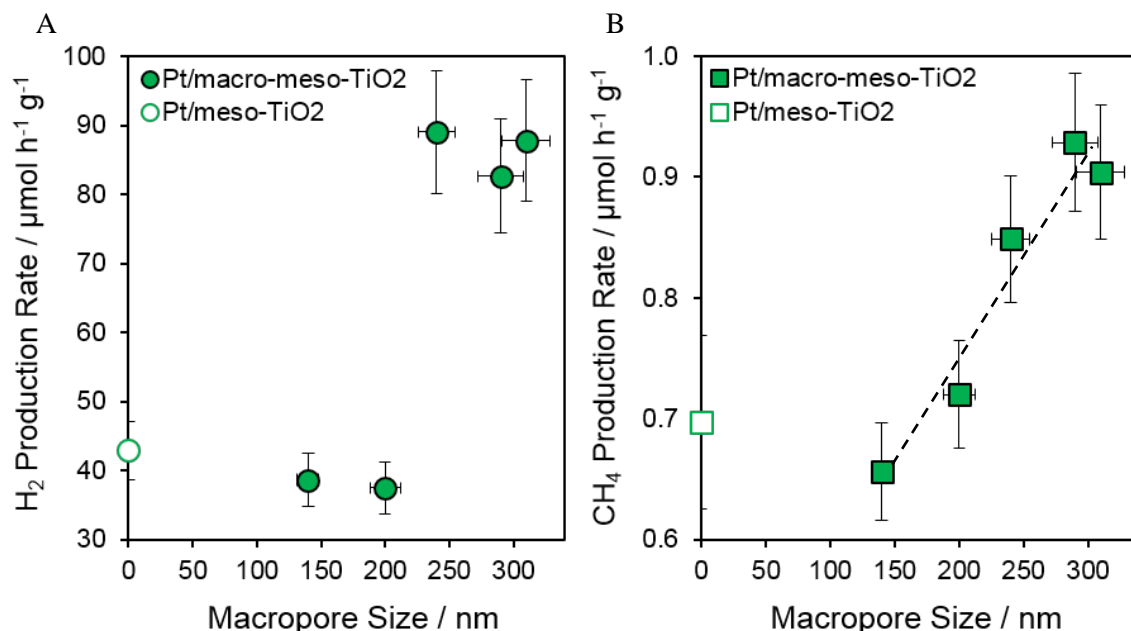 A
H₂ Production Rate / µmol h⁻¹ g⁻¹
100
90
80
70
60
50
40
30
Pt/macro-meso-TiO2
Pt/meso-TiO2
0 50 100 150 200 250 300
Macropore Size / nm
B
CH₄ Production Rate / µmol h⁻¹ g⁻¹
1.0
0.9
0.8
0.7
0.6
Pt/macro-meso-TiO2
Pt/meso-TiO2
0 50 100 150 200 250 300
Macropore Size / nm